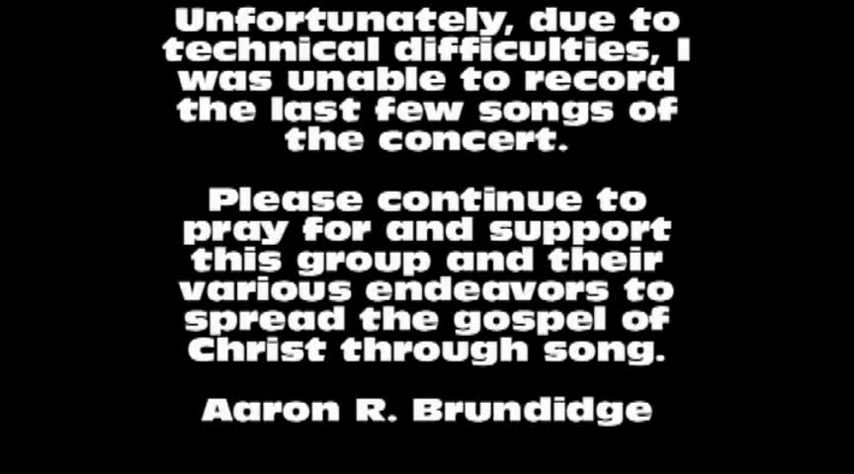 Unfortunately, due to
technical difficulties, I
was unable to record
the last few songs of
the concert.
Please continue to
pray for and support
this group and their
various endeavors to
spread the gospel of
Christ through song.
Aaron R. Brundidge